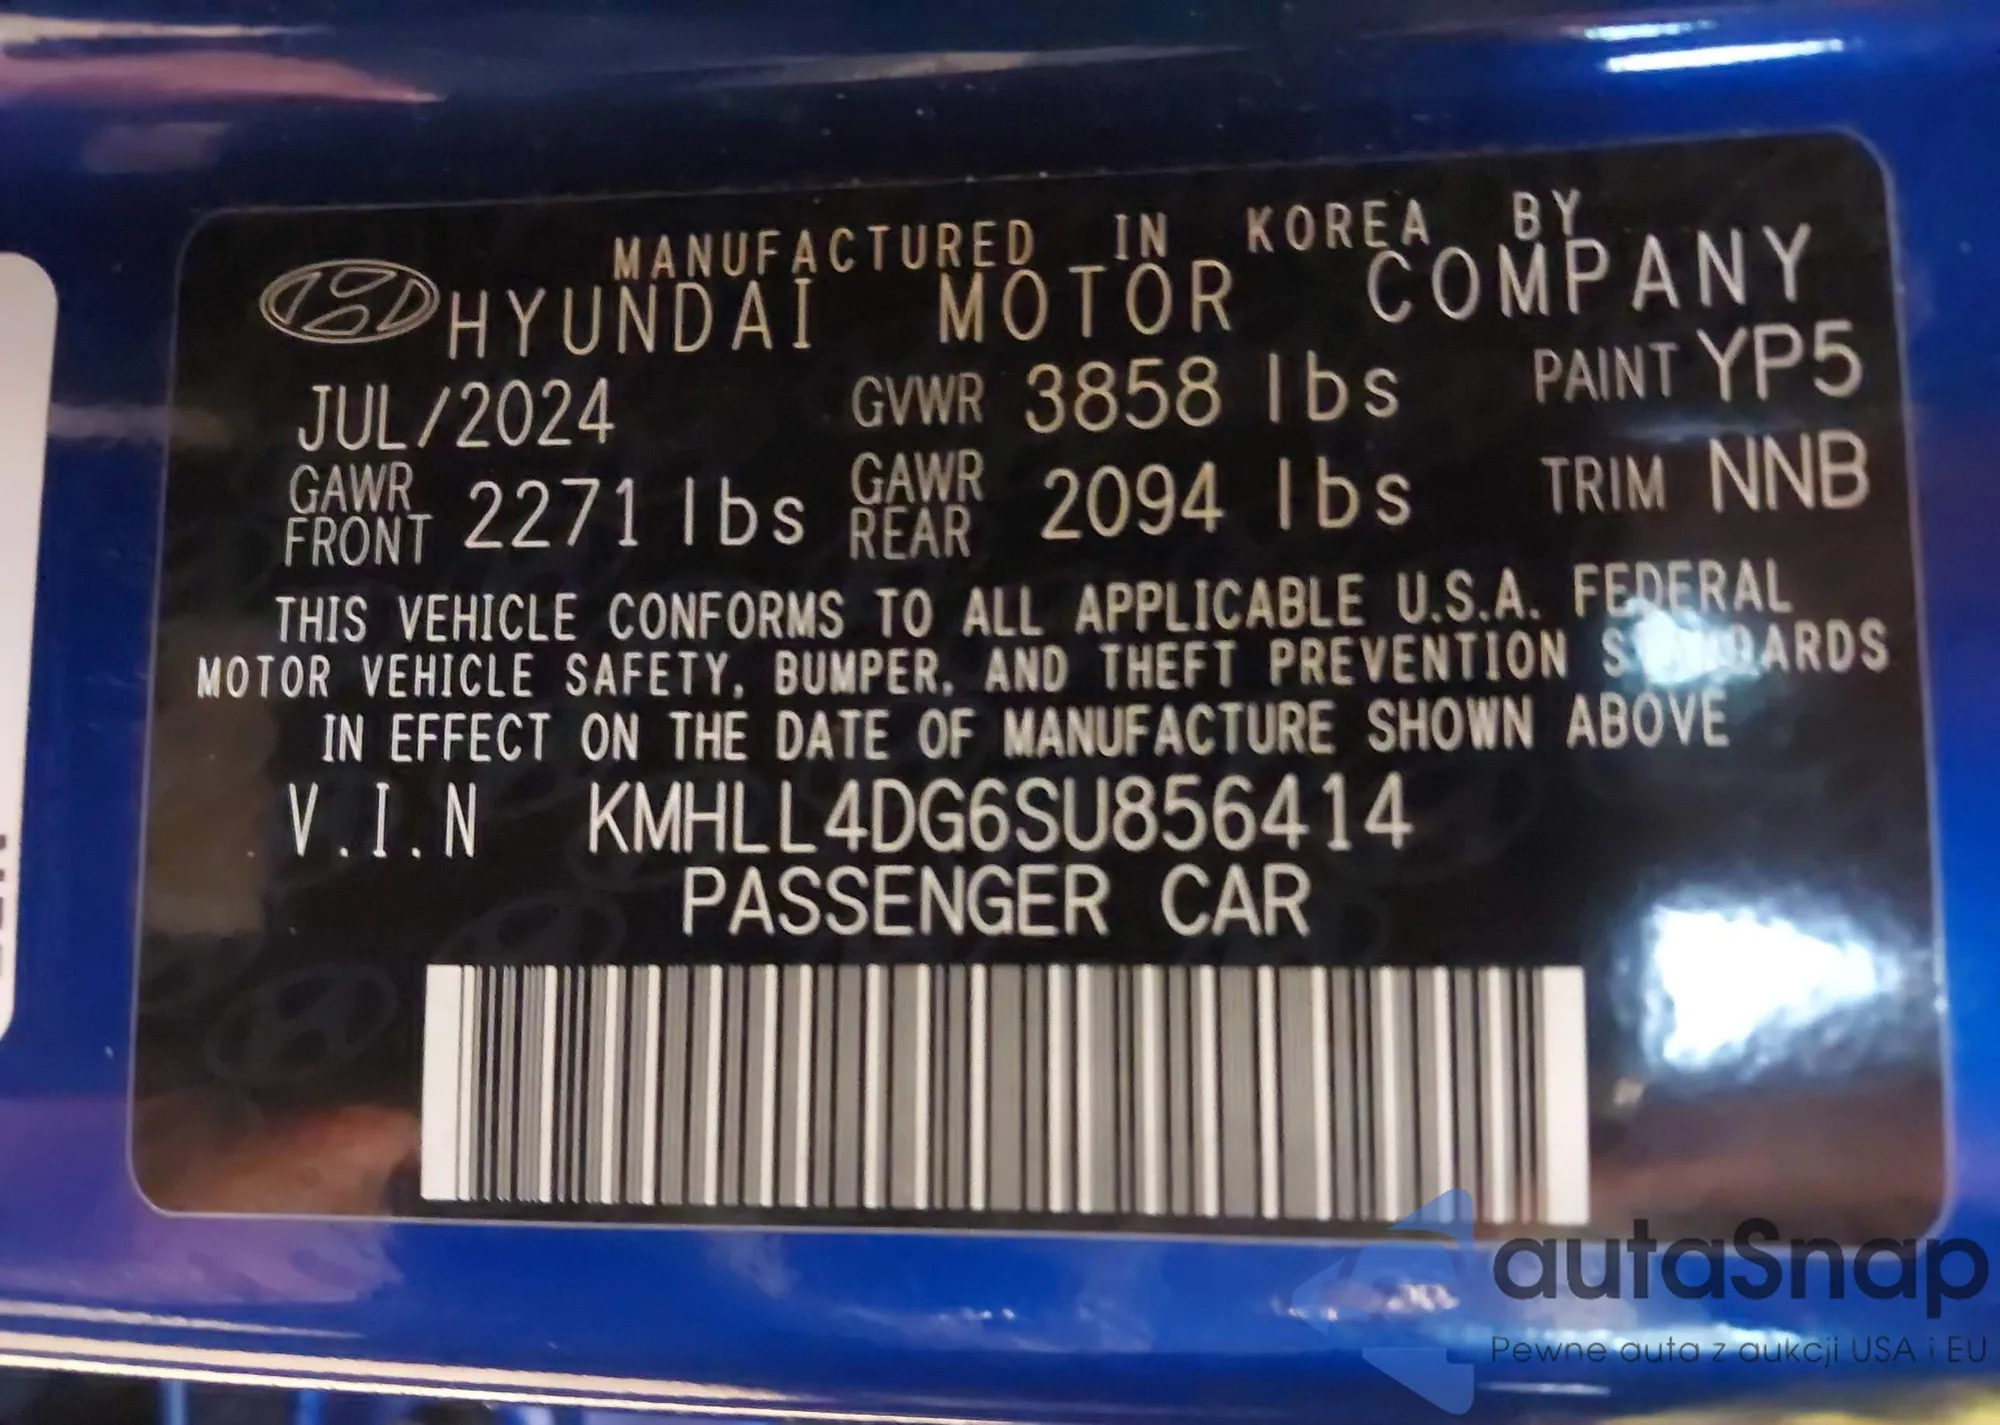 MANUFACTURED IN KOREA BY
HYUNDAI MOTOR COMPANY
JUL/2024 GVWR 3858 lbs PAINT YP5
GAWR FRONT 2271 lbs GAWR REAR 2094 lbs TRIM NNB
THIS VEHICLE CONFORMS TO ALL APPLICABLE U.S.A. FEDERAL
MOTOR VEHICLE SAFETY, BUMPER, AND THEFT PREVENTION STANDARDS
IN EFFECT ON THE DATE OF MANUFACTURE SHOWN ABOVE
V.I.N KMHLL4DG6SU856414
PASSENGER CAR
autaSnap
Pewne auta z aukcji USA i EU